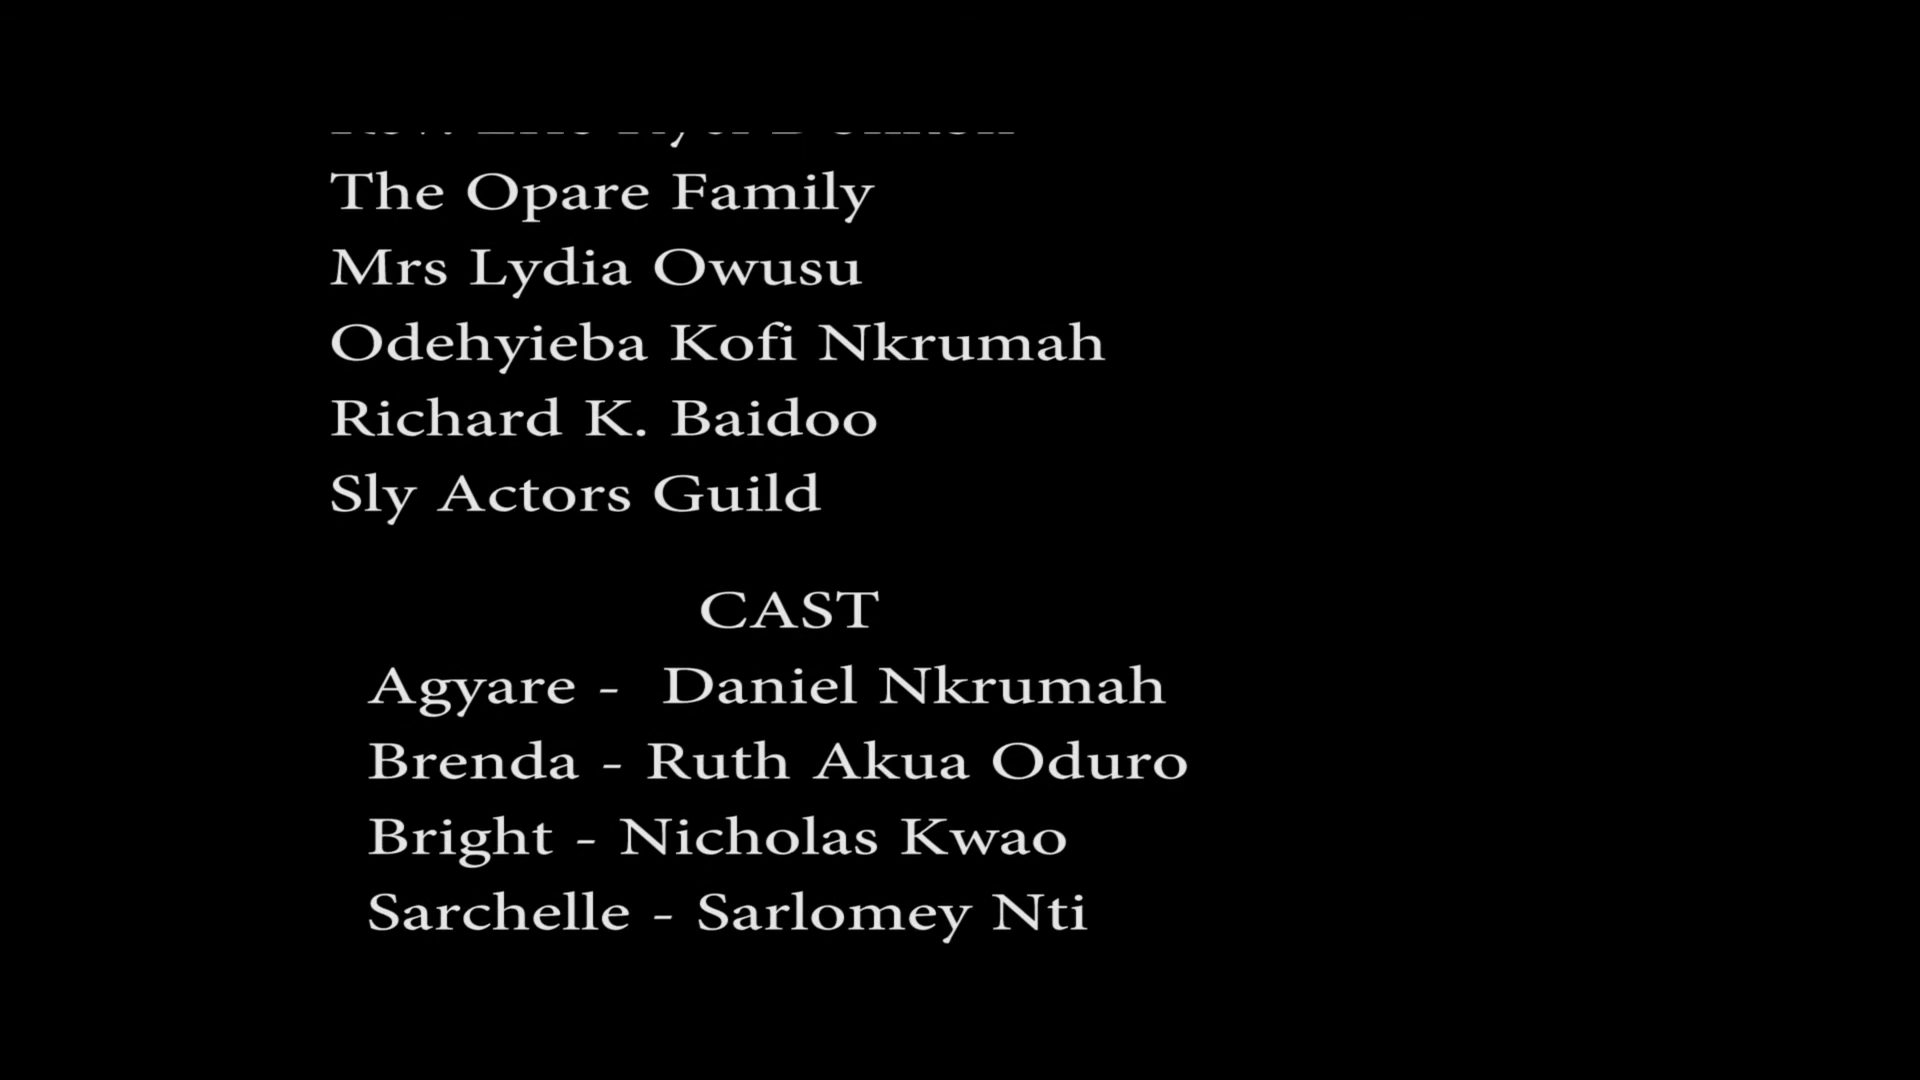 The Opare Family
Mrs Lydia Owusu
Odehyieba Kofi Nkrumah
Richard K. Baidoo
Sly Actors Guild
CAST
Agyare - Daniel Nkrumah
Brenda - Ruth Akua Oduro
Bright - Nicholas Kwao
Sarchelle - Sarlomey Nti